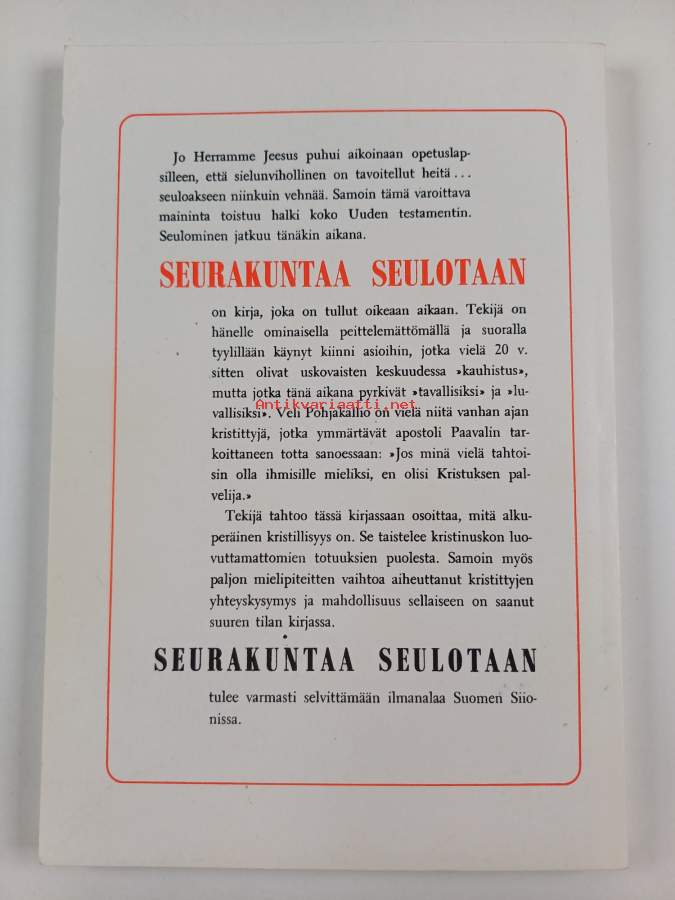 Jo Herramme Jeesus puhui aikoinaan opetuslap-
silleen, että sielunvihollinen on tavoitellut heitä...
seuloakseen niinkuin vehnää. Samoin tämä varoittava
maininta toistuu halki koko Uuden testamentin.
Seulominen jatkuu tänäkin aikana.
SEURAKUNTAA SEULOTAAN
on kirja, joka on tullut oikeaan aikaan. Tekijä on
hänelle ominaisella peittelemättömällä ja suoralla
tyylillään käynyt kiinni asioihin, jotka vielä 20 v.
sitten olivat uskovaisten keskuudessa »kauhistus»,
mutta jotka tänä aikana pyrkivät »tavallisiksi» ja »lu-
vallisiksi». Veli Pohjakallio on vielä niitä vanhan ajan
Antikvariaatti.net
kristittyjä, jotka ymmärtävät apostoli Paavalin tar-
koittaneen totta sanoessaan: »Jos minä vielä tahtoi-
sin olla ihmisille mieliksi, en olisi Kristuksen pal-
velija.»
Tekijä tahtoo tässä kirjassaan osoittaa, mitä alku-
peräinen kristillisyys on. Se taistelee kristinuskon luo-
vuttamattomien totuuksien puolesta. Samoin myös
paljon mielipiteitten vaihtoa aiheuttanut kristittyjen
yhteyskysymys ja mahdollisuus sellaiseen on saanut
suuren tilan kirjassa.
SEURAKUNTAA SEULOTAAN
tulee varmasti selvittämään ilmanalaa Suomen Siio-
nissa.